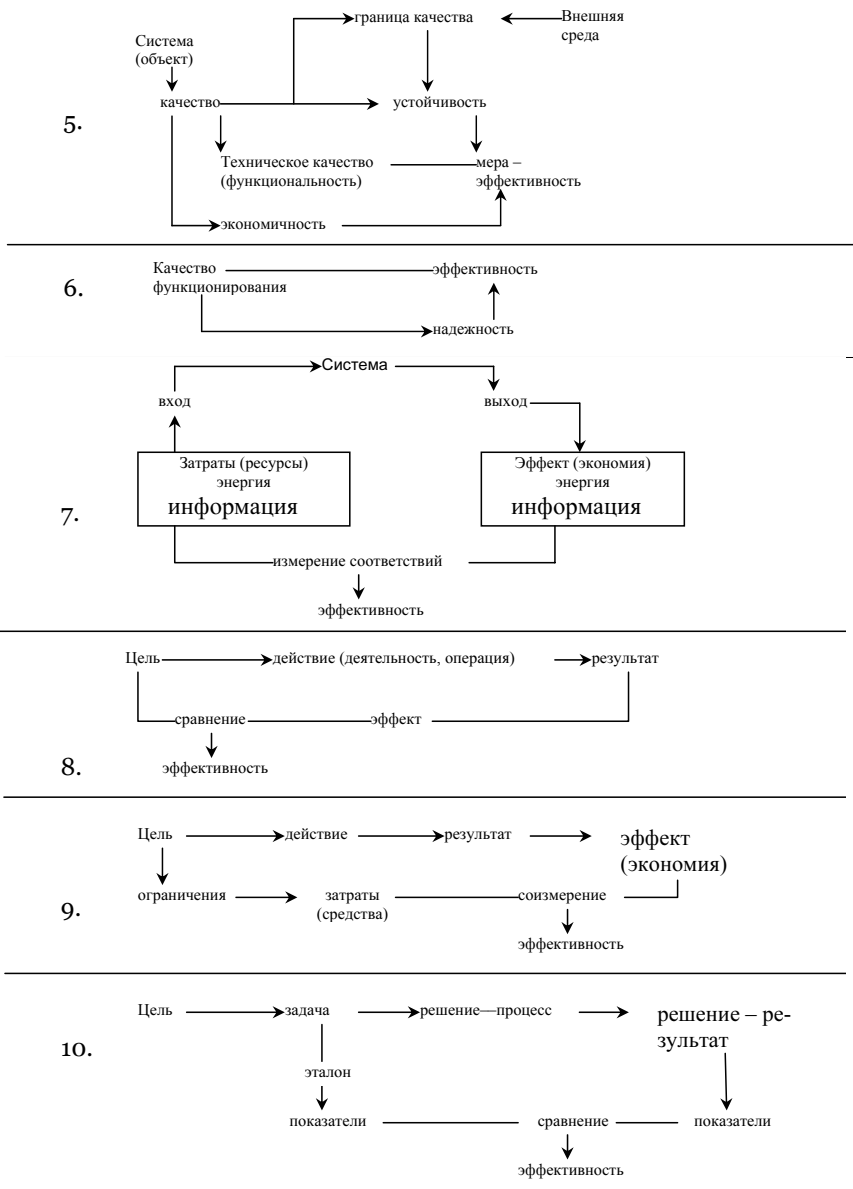 граница качества
Внешняя
среда
Система
(объект)
качество
устойчивость
5.
Техническое качество
(функциональность)
мера –
эффективность
экономичность
6.
Качество
функционирования
эффективность
надежность
Система
вход
выход
Затраты (ресурсы)
энергия
информация
Эффект (экономия)
энергия
информация
7.
измерение соответствий
эффективность
Цель
действие (деятельность, операция)
результат
сравнение
эффект
8.
эффективность
Цель
действие
результат
эффект
(экономия)
9.
ограничения
затраты
(средства)
соизмерение
эффективность
Цель
задача
решение—процесс
решение – ре-
зультат
10.
эталон
показатели
сравнение
показатели
эффективность